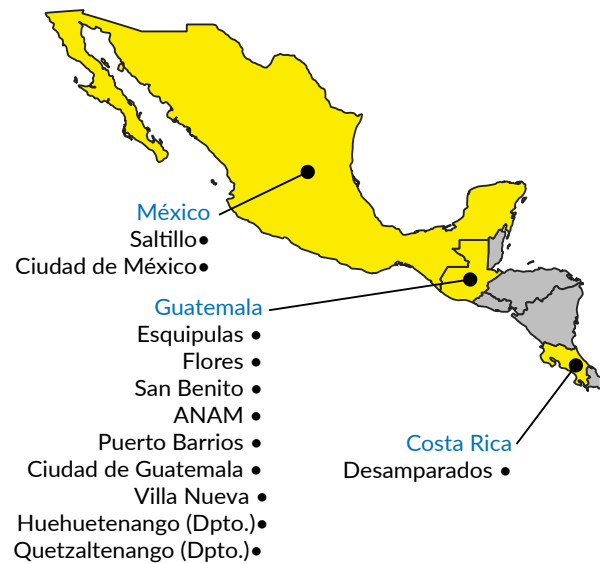 México
Saltillo•
Ciudad de México•
Guatemala
Esquipulas •
Flores •
San Benito •
ANAM •
Puerto Barrios •
Ciudad de Guatemala •
Villa Nueva •
Huehuetenango (Dpto.)•
Quetzaltenango (Dpto.)•
Costa Rica
Desamparados •